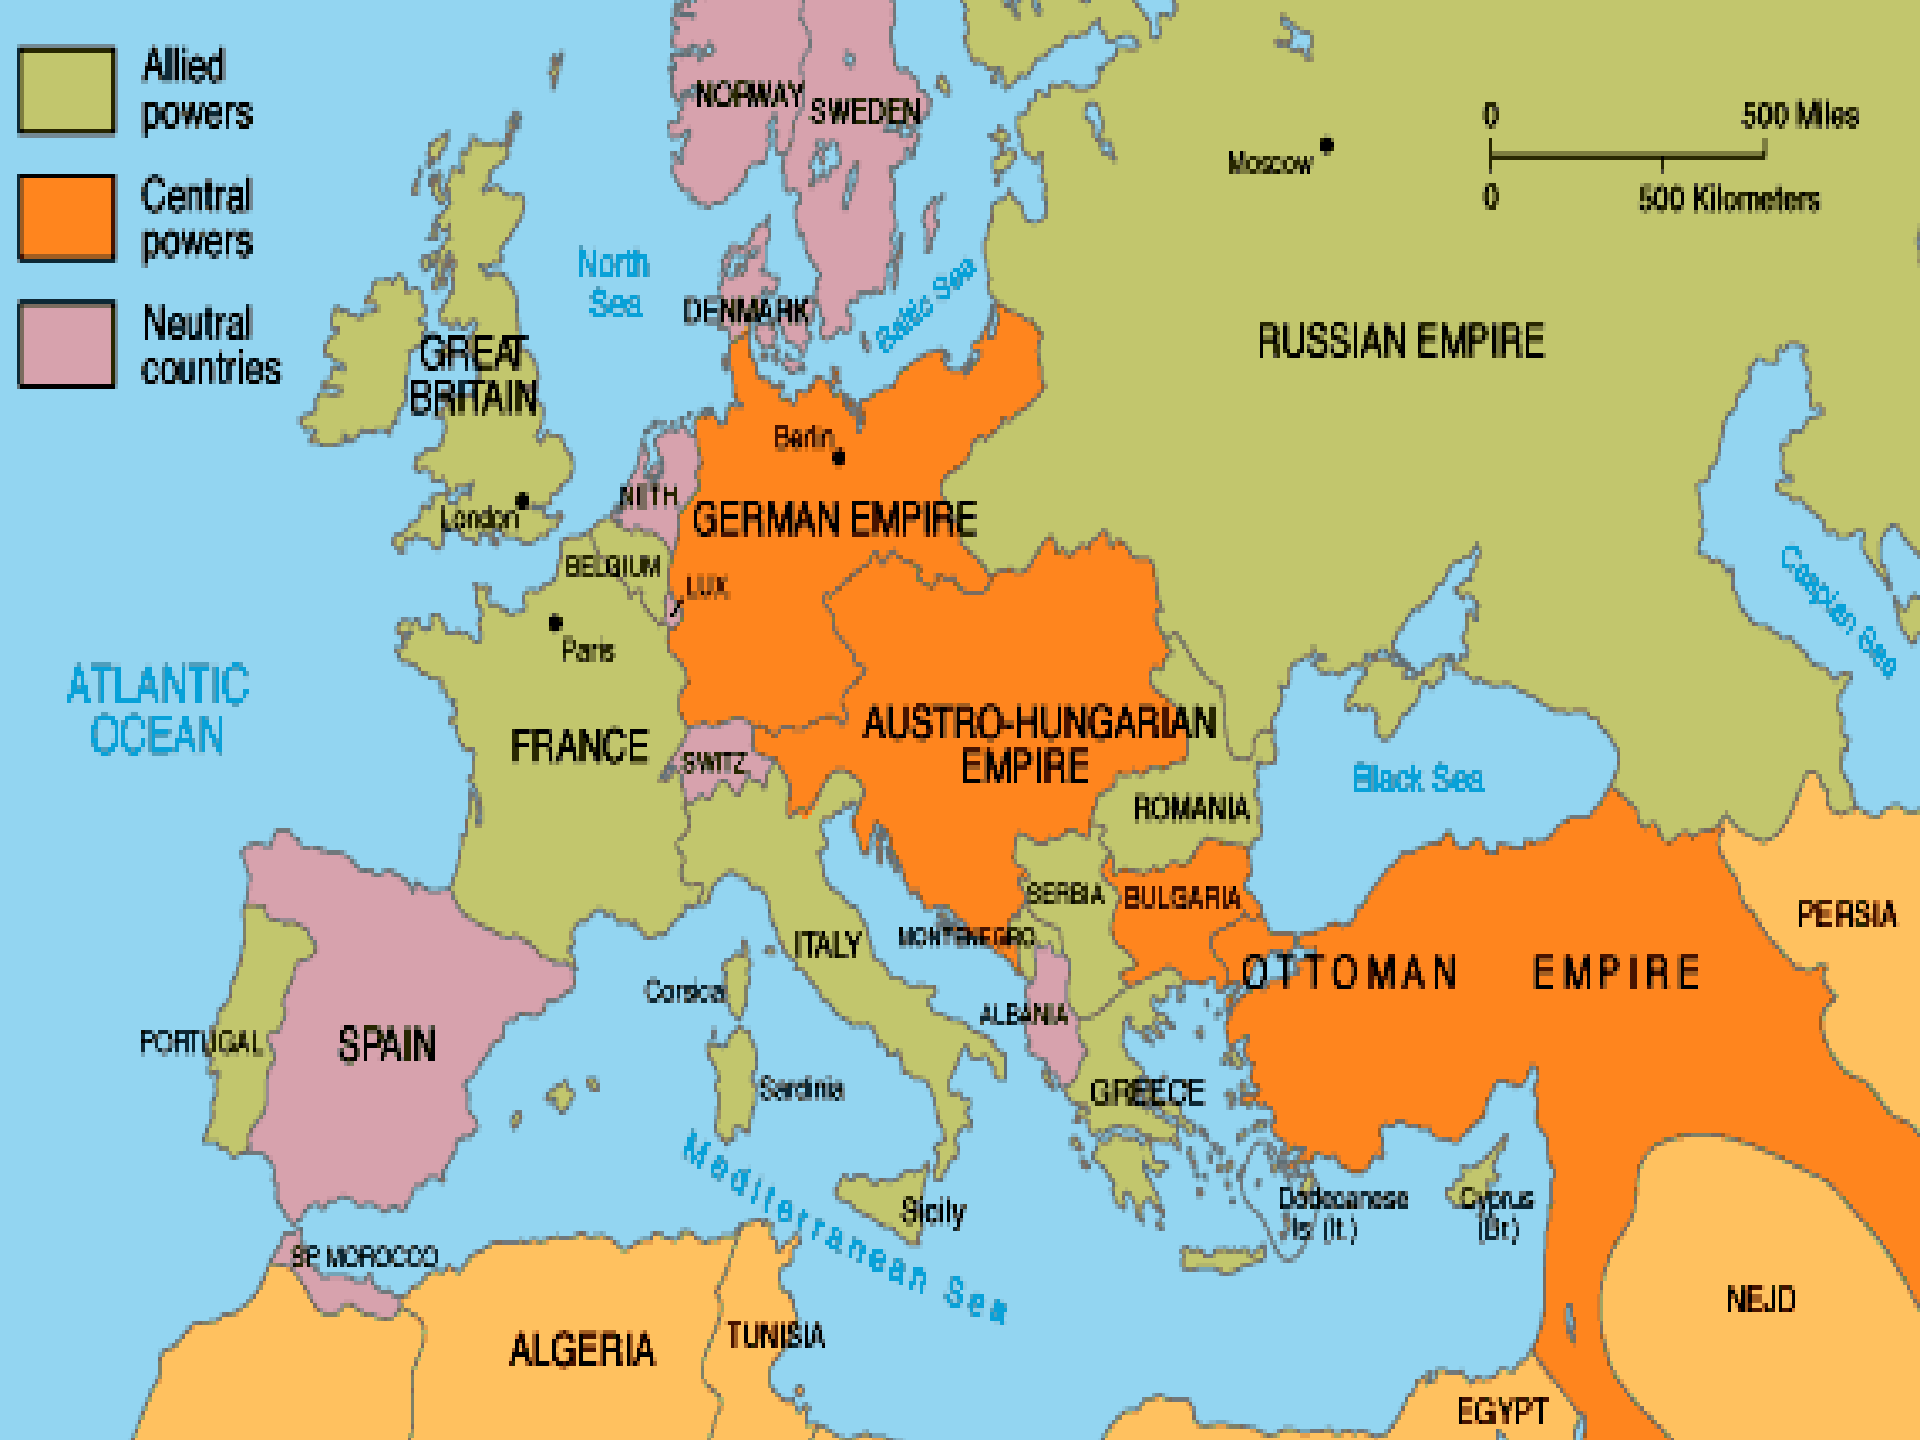 Allied
powers
Central
powers
Neutral
countries
NORWAY
SWEDEN
0
500 Miles
0
500 Kilometers
Moscow
North
Sea
DENMARK
Baltic Sea
RUSSIAN EMPIRE
GREAT
BRITAIN
Berlin
NETH
London
GERMAN EMPIRE
BELGIUM
LUX
Paris
Caspian Sea
ATLANTIC
OCEAN
FRANCE
SWITZ
AUSTRO-HUNGARIAN
EMPIRE
Black Sea
ROMANIA
SERBIA
BULGARIA
PERSIA
MONTENEGRO
ITALY
OTTOMAN EMPIRE
Corsica
ALBANIA
PORTUGAL
SPAIN
Sardinia
GREECE
Mediterranean Sea
Sicily
Dodecanese
Is (It.)
Cyprus
(Br.)
SP MOROCCO
NEJD
ALGERIA
TUNISIA
EGYPT